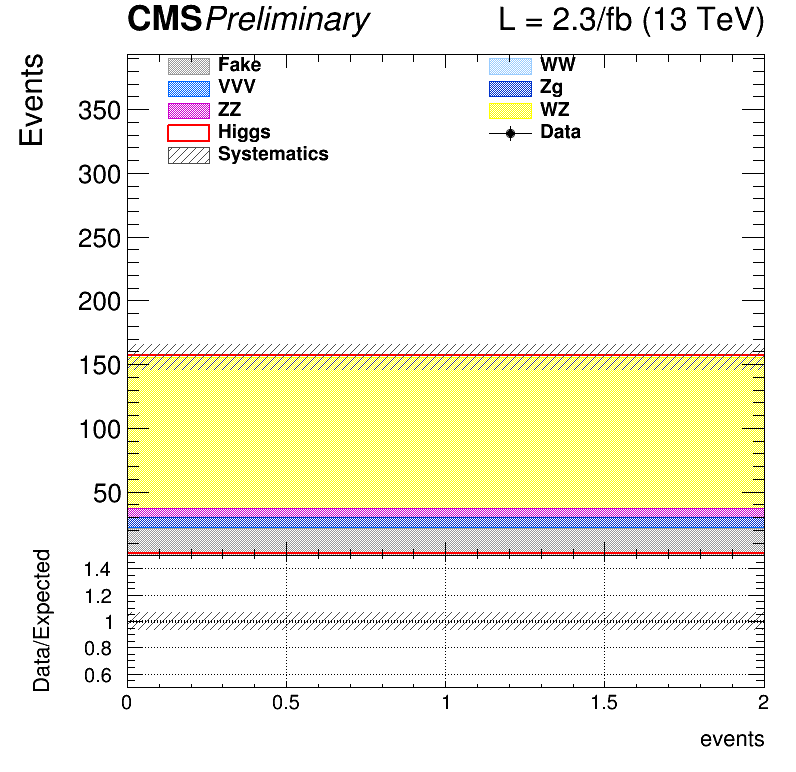 CMS Preliminary L = 2.3/fb (13 TeV)
Events
Fake WW
VVV Zg
ZZ WZ
Higgs Data
Systematics
350
300
250
200
150
100
50
Data/Expected
1.4
1.2
1
0.8
0.6
0 0.5 1 1.5 2
events